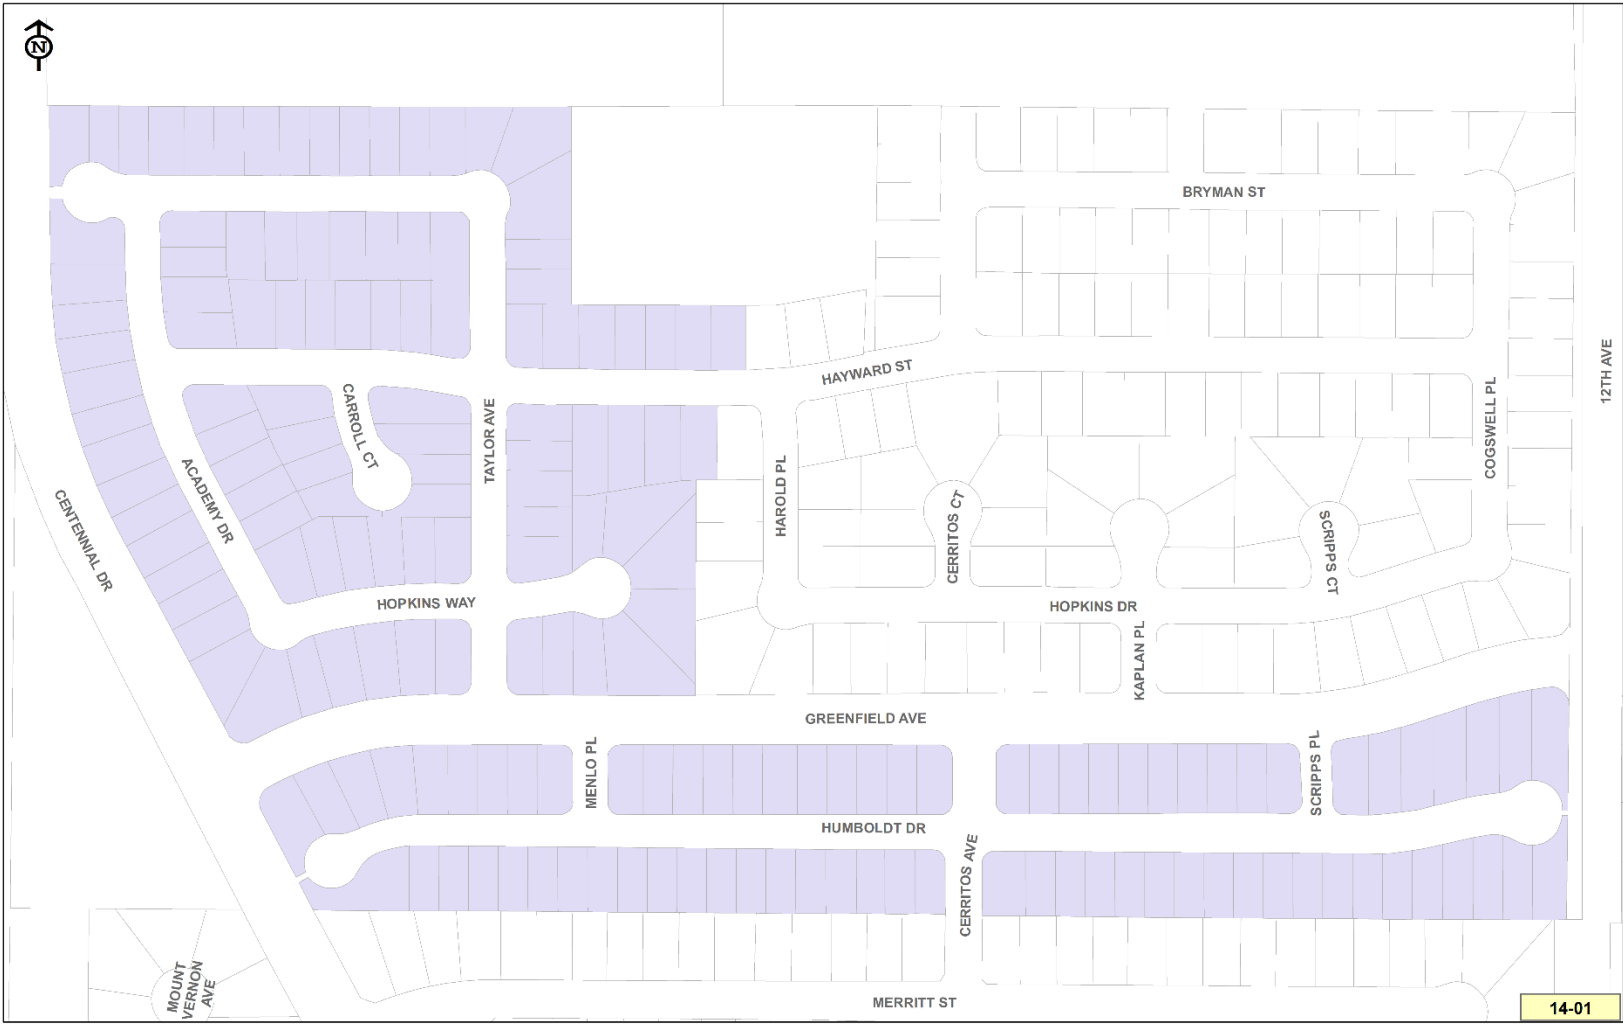 N
BRYMAN ST
12TH AVE
HAYWARD ST
COGSWELL PL
CARROLL CT
TAYLOR AVE
HAROLD PL
ACADEMY DR
CENTENNIAL DR
CERRITOS CT
SCRIPPS CT
HOPKINS WAY
HOPKINS DR
KAPLAN PL
GREENFIELD AVE
MENLO PL
SCRIPPS PL
HUMBOLDT DR
CERRITOS AVE
MOUNT
VERNON
AVE
MERRITT ST
14-01